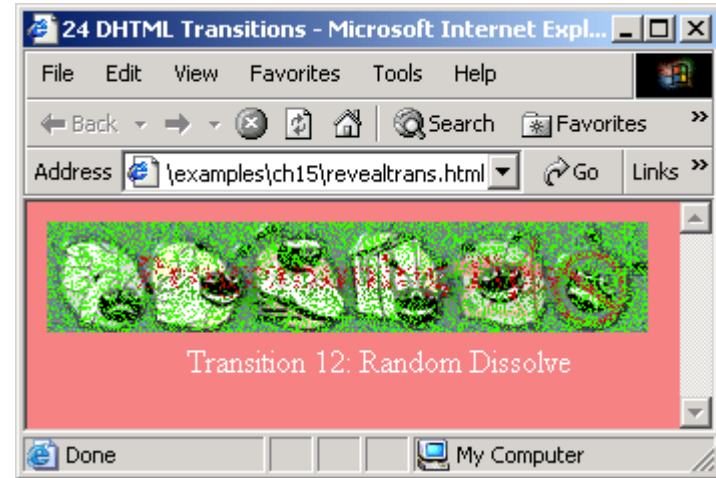 24 DHTML Transitions - Microsoft Internet Expl...
File Edit View Favorites Tools Help
Back Search Favorites »
Address \examples\ch15\revealtrans.html Go Links »
Transition 12: Random Dissolve
Done My Computer